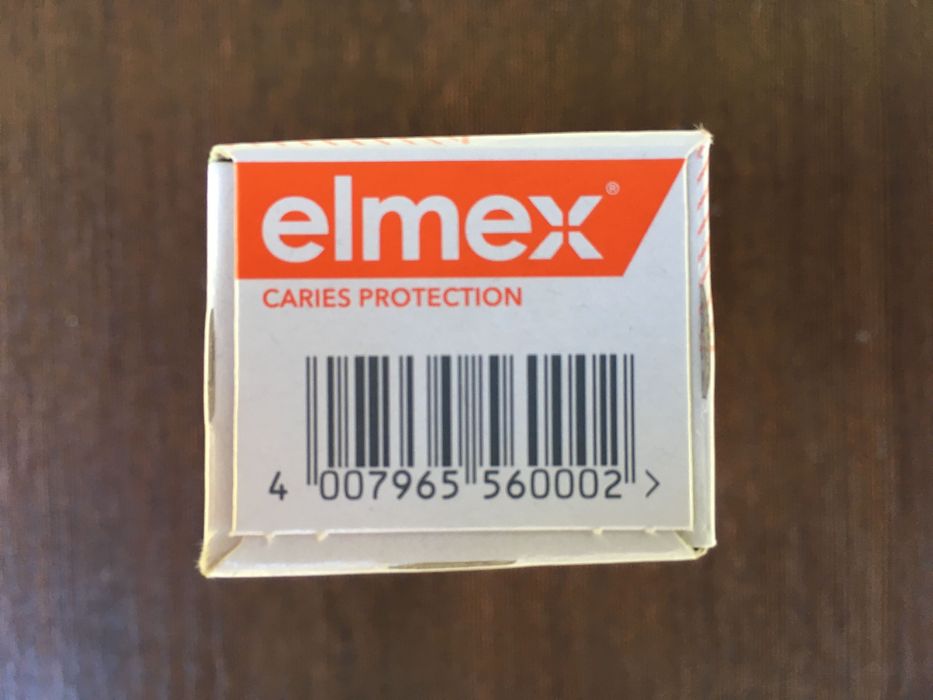 elmex®
CARIES PROTECTION
4 007965 560002 >